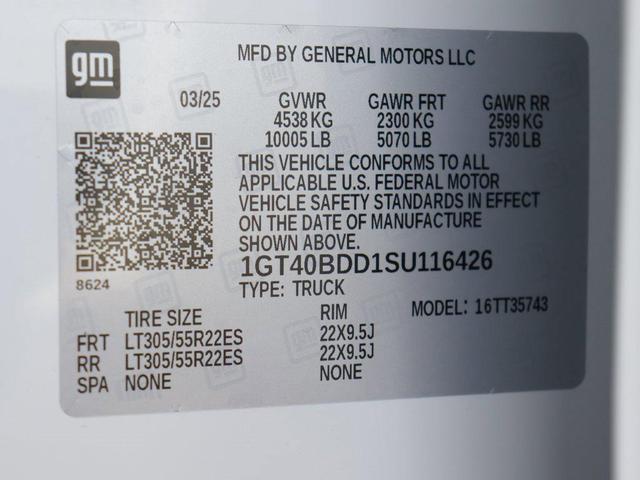 gm
MFD BY GENERAL MOTORS LLC
03/25 GVWR GAWR FRT GAWR RR
4538 KG 2300 KG 2599 KG
10005 LB 5070 LB 5730 LB
THIS VEHICLE CONFORMS TO ALL
APPLICABLE U.S. FEDERAL MOTOR
VEHICLE SAFETY STANDARDS IN EFFECT
ON THE DATE OF MANUFACTURE
SHOWN ABOVE.
1GT40BDD1SU116426
8624
TYPE: TRUCK
TIRE SIZE RIM MODEL: 16TT35743
FRT LT305/55R22ES 22X9.5J
RR LT305/55R22ES 22X9.5J
SPA NONE NONE